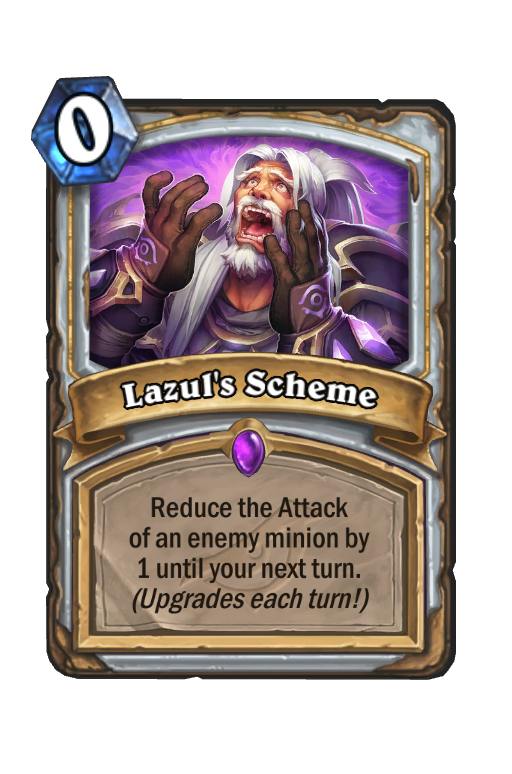 0
Lazul's Scheme
Reduce the Attack
of an enemy minion by
1 until your next turn.
(Upgrades each turn!)